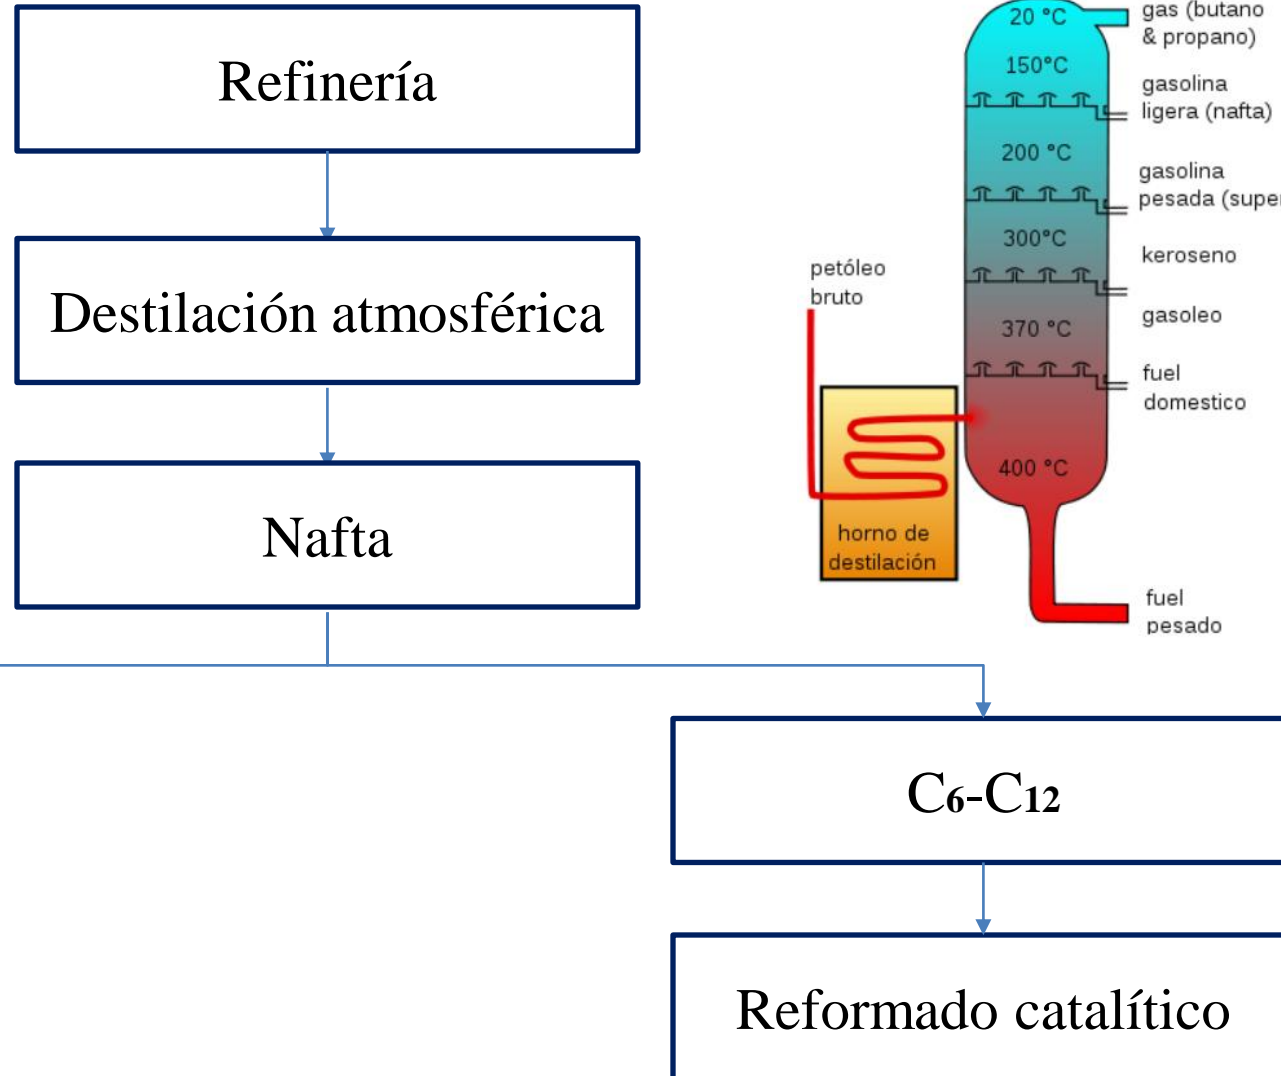 Refinería
Destilación atmosférica
Nafta
C6-C12
Reformado catalítico
20 °C
150°C
200 °C
300°C
370 °C
400 °C
gas (butano
& propano)
gasolina
ligera (nafta)
gasolina
pesada (super
keroseno
gasoleo
fuel
domestico
fuel
pesado
petóleo
bruto
horno de
destilación